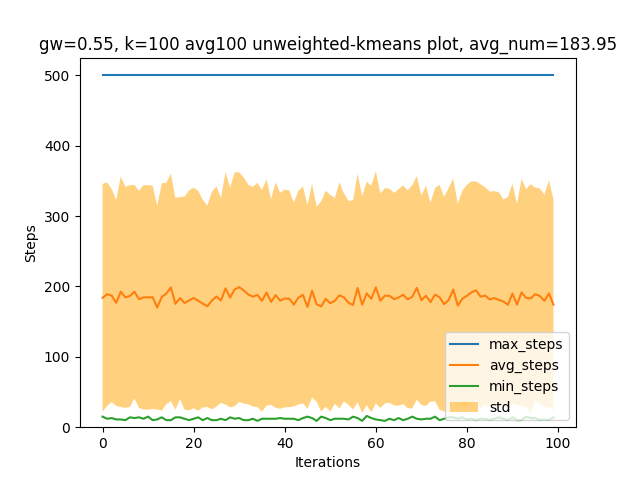 gw=0.55, k=100 avg100 unweighted-kmeans plot, avg_num=183.95
500
400
300
200
100
0
Steps
max_steps
avg_steps
min_steps
std
0 20 40 60 80 100
Iterations